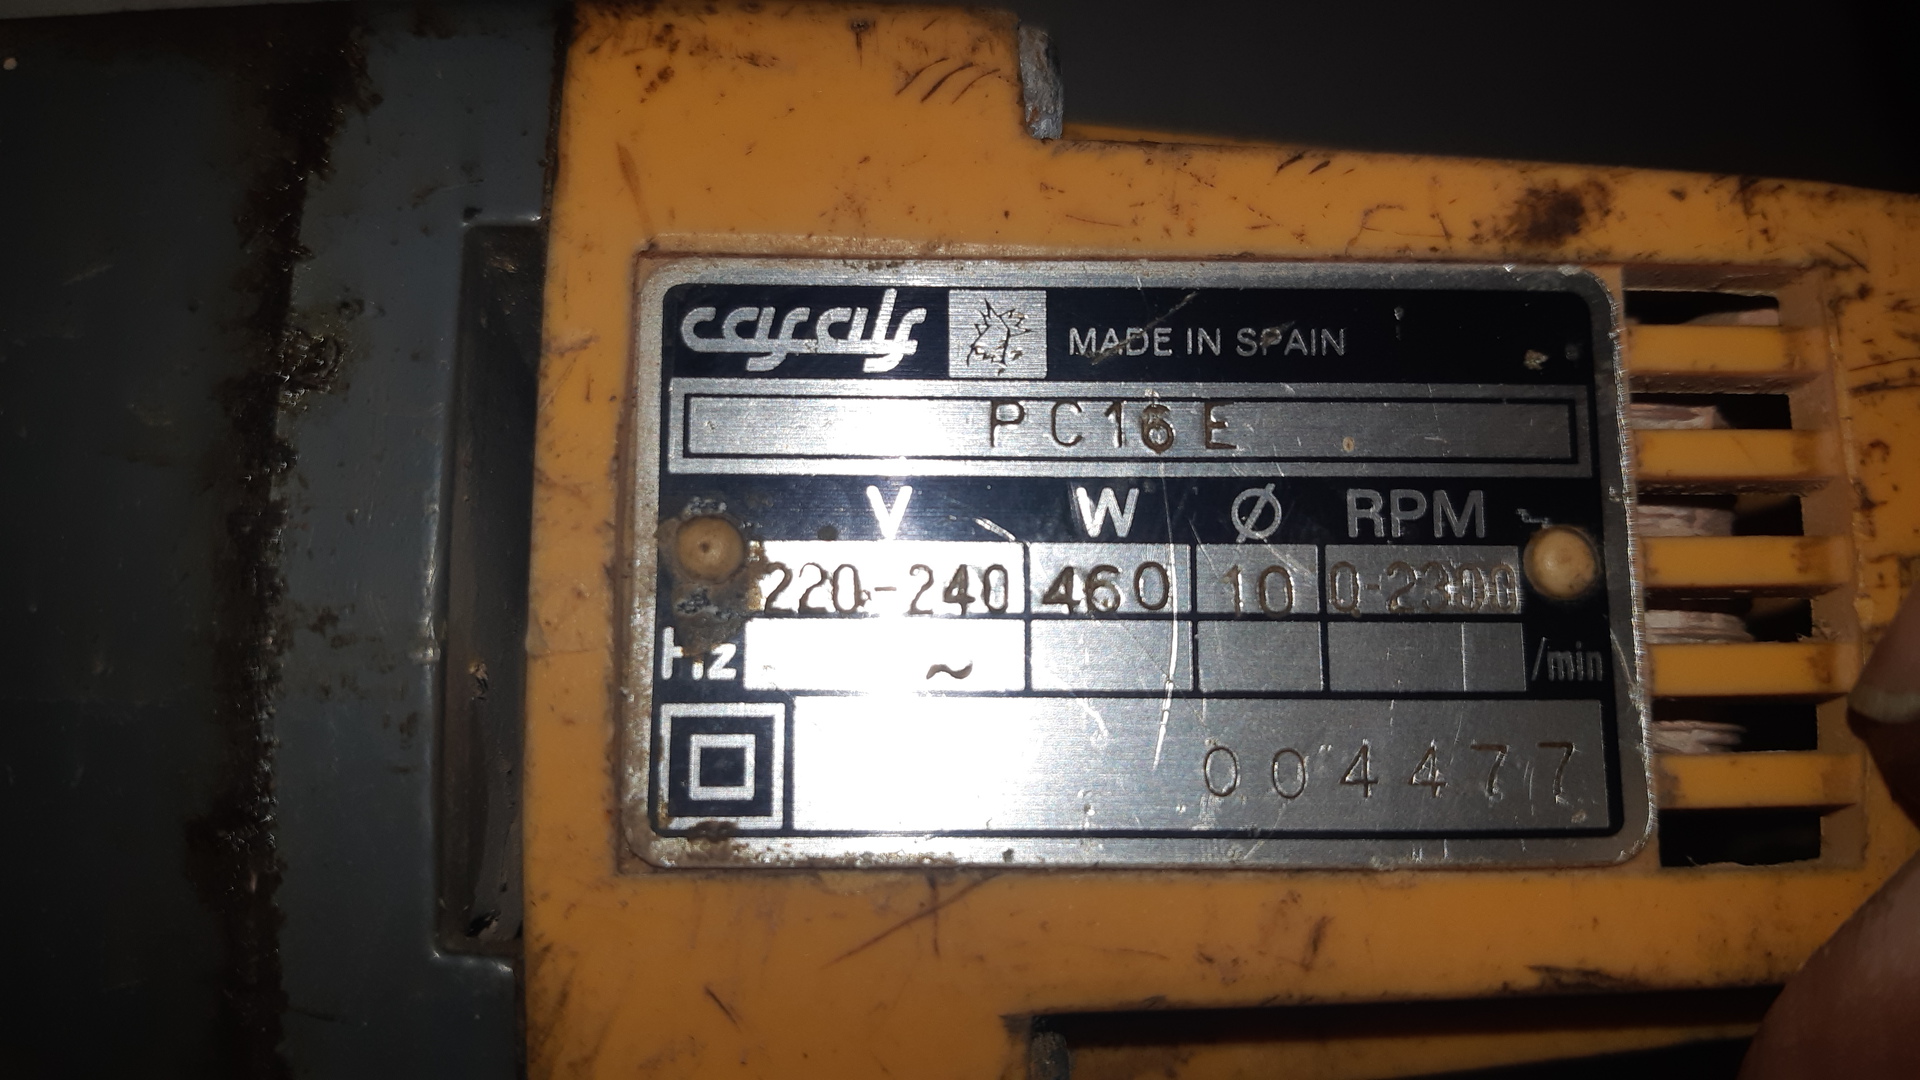 casals MADE IN SPAIN
PC16E
V W Ø RPM
220-240 460 10 0-2300
Hz ~ /min
004477